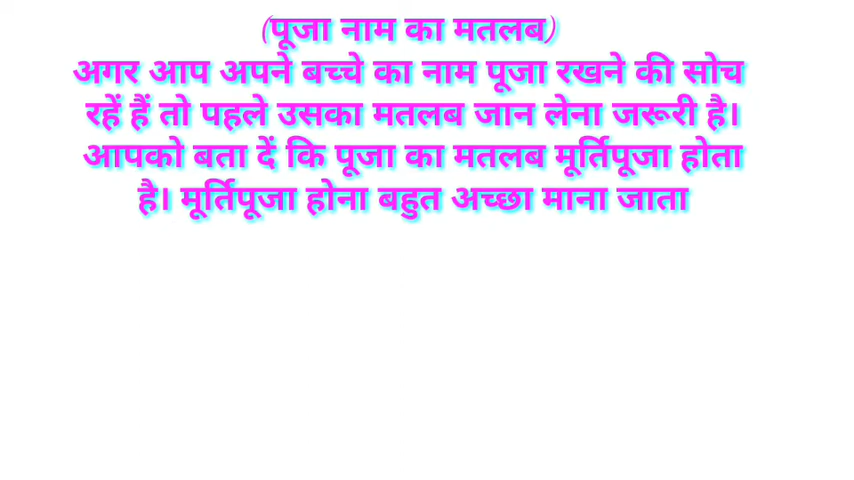 (पूजा नाम का मतलब)
अगर आप अपने बच्चे का नाम पूजा रखने की सोच
रहें हैं तो पहले उसका मतलब जान लेना जरूरी है।
आपको बता दें कि पूजा का मतलब मूर्तिपूजा होता
है। मूर्तिपूजा होना बहुत अच्छा माना जाता